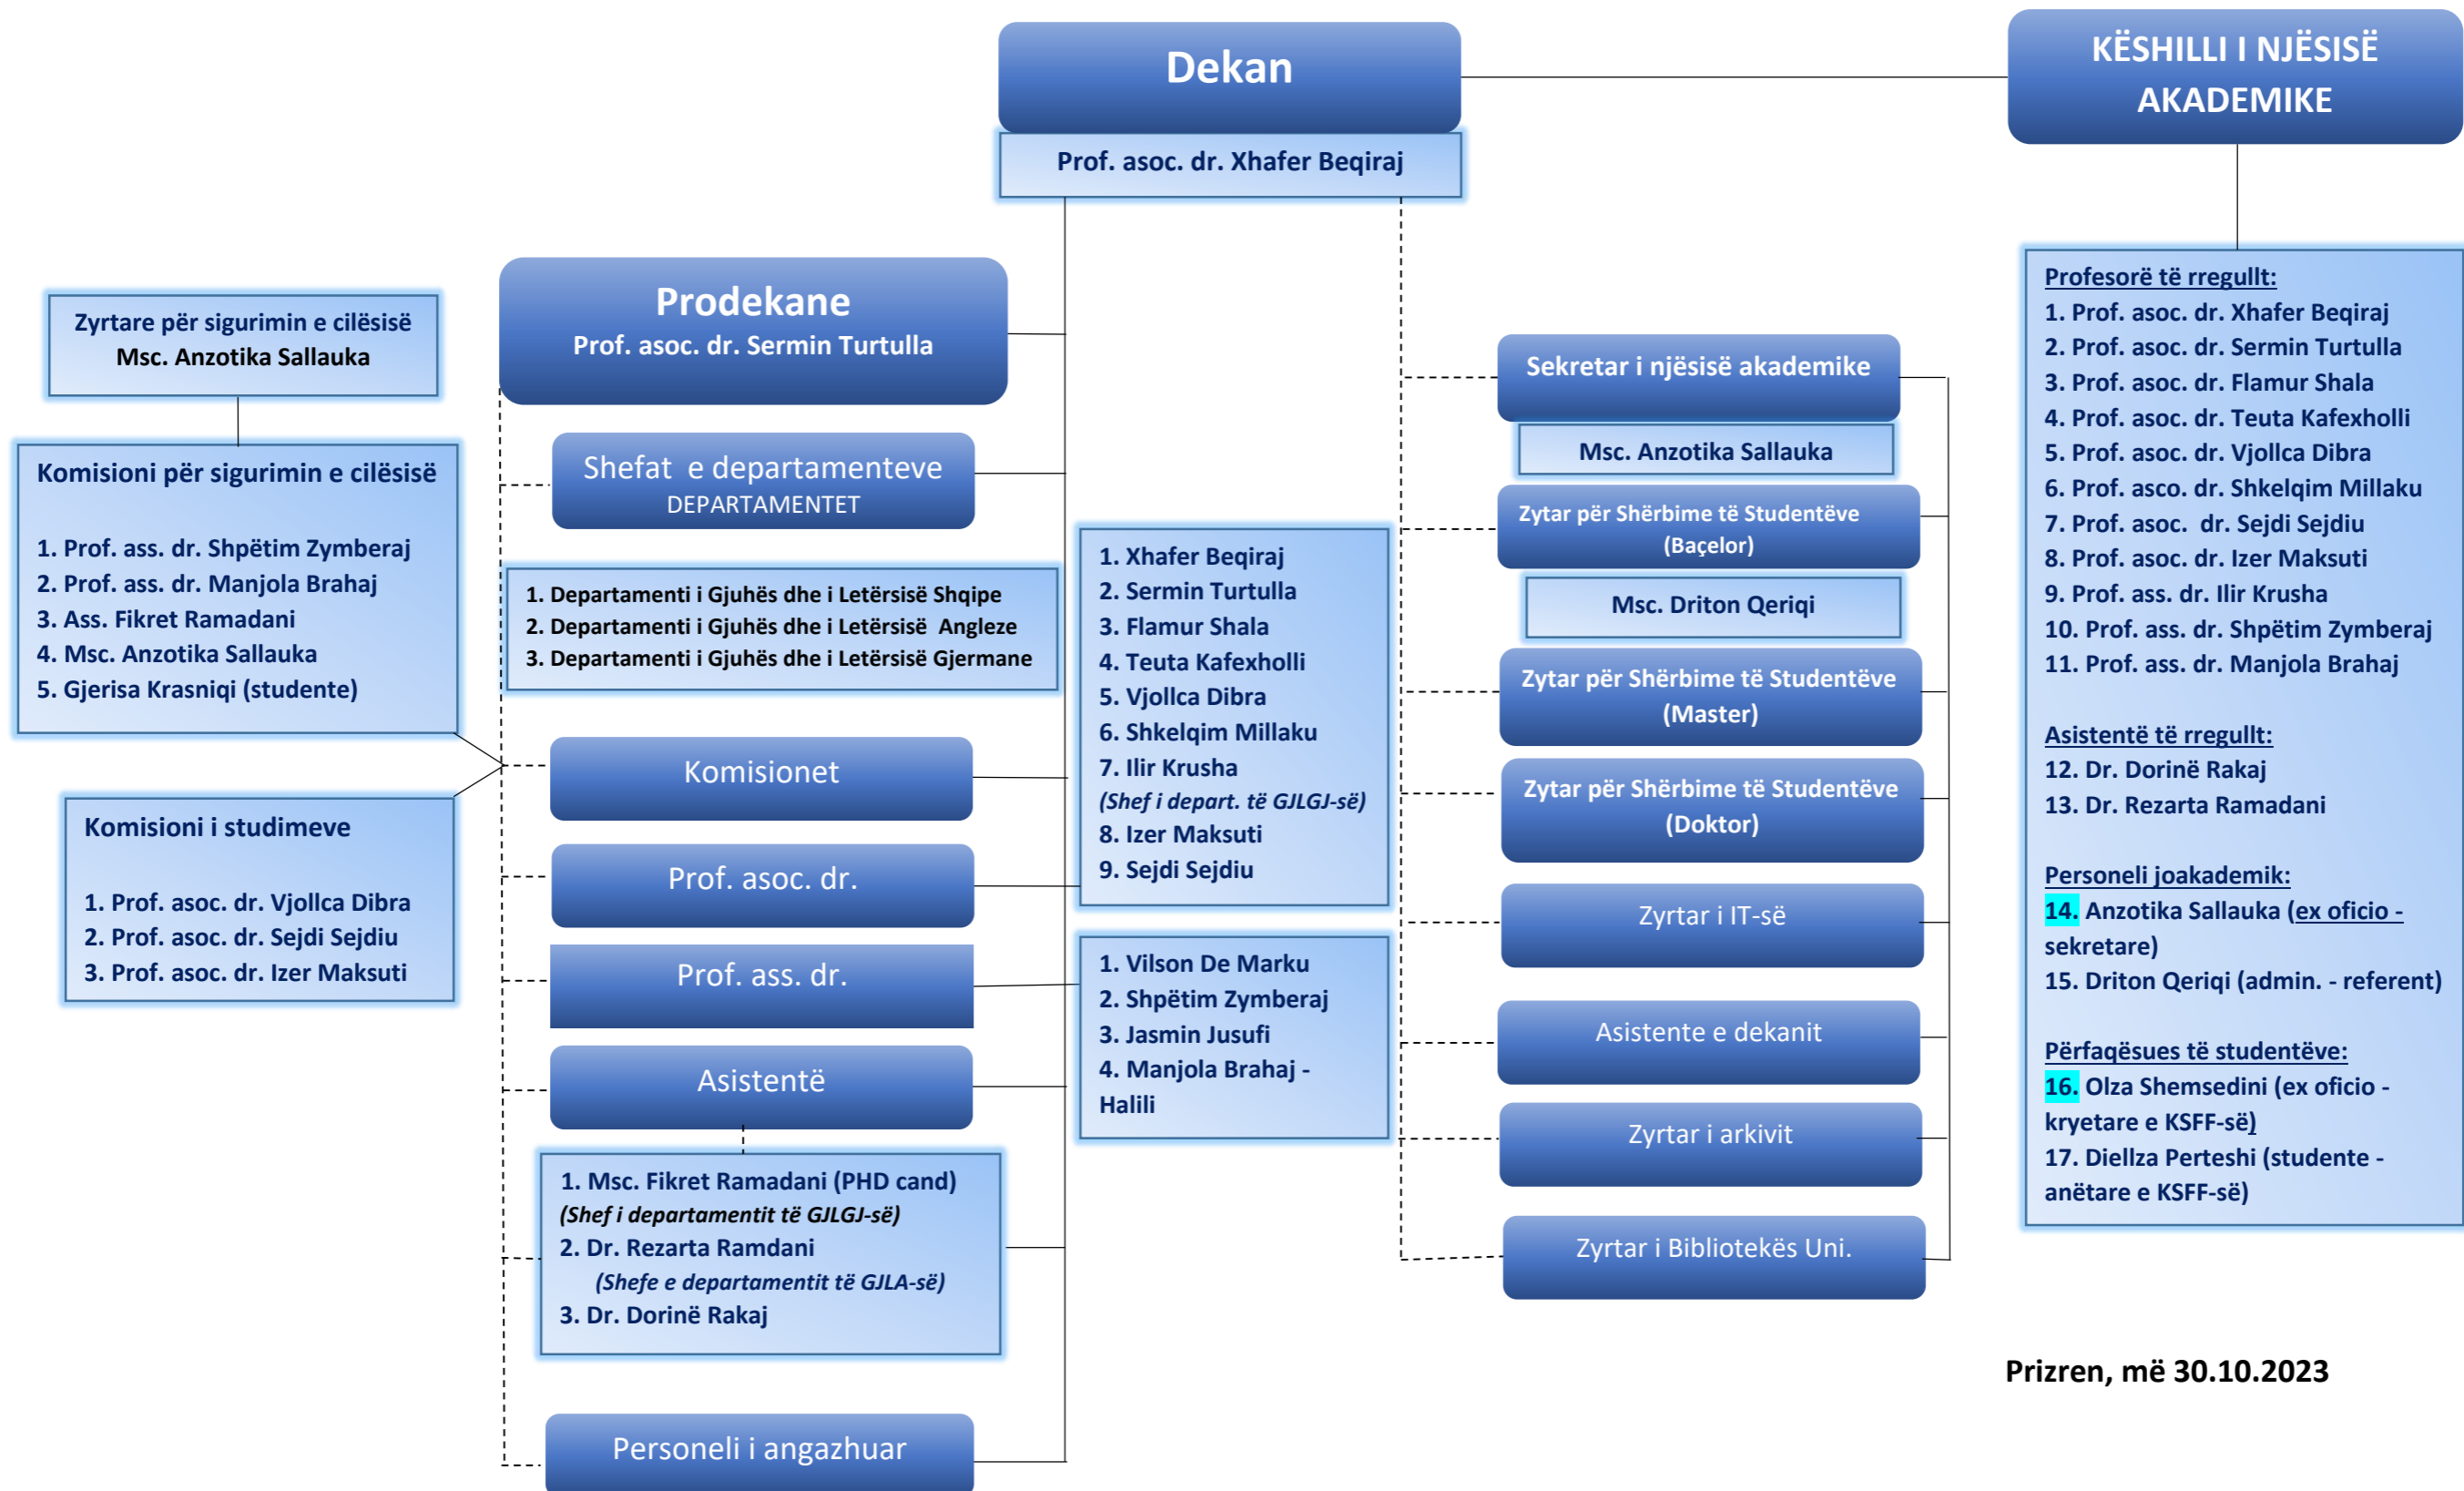 Dekan
Prof. asoc. dr. Xhafer Beqiraj
KËSHILLI I NJËSISË
AKADEMIKE
Zyrtare për sigurimin e cilësisë
Msc. Anzotika Sallauka
Komisioni për sigurimin e cilësisë
1. Prof. ass. dr. Shpëtim Zymberaj
2. Prof. ass. dr. Manjola Brahaj
3. Ass. Fikret Ramadani
4. Msc. Anzotika Sallauka
5. Gjerisa Krasniqi (studente)
Komisioni i studimeve
1. Prof. asoc. dr. Vjollca Dibra
2. Prof. asoc. dr. Sejdi Sejdiu
3. Prof. asoc. dr. Izer Maksuti
Prodekane
Prof. asoc. dr. Sermin Turtulla
Shefat e departamenteve
DEPARTAMENTET
1. Departamenti i Gjuhës dhe i Letërsisë Shqipe
2. Departamenti i Gjuhës dhe i Letërsisë Angleze
3. Departamenti i Gjuhës dhe i Letërsisë Gjermane
Komisionet
Prof. asoc. dr.
Prof. ass. dr.
Asistentë
1. Msc. Fikret Ramadani (PHD cand)
(Shef i departamentit të GJLGJ-së)
2. Dr. Rezarta Ramdani
(Shefe e departamentit të GJLA-së)
3. Dr. Dorinë Rakaj
Personeli i angazhuar
1. Xhafer Beqiraj
2. Sermin Turtulla
3. Flamur Shala
4. Teuta Kafexholli
5. Vjollca Dibra
6. Shkelqim Millaku
7. Ilir Krusha
(Shef i depart. të GJLGJ-së)
8. Izer Maksuti
9. Sejdi Sejdiu
1. Vilson De Marku
2. Shpëtim Zymberaj
3. Jasmin Jusufi
4. Manjola Brahaj -
Halili
Sekretar i njësisë akademike
Msc. Anzotika Sallauka
Zytar për Shërbime të Studentëve
(Baçelor)
Msc. Driton Qeriqi
Zytar për Shërbime të Studentëve
(Master)
Zytar për Shërbime të Studentëve
(Doktor)
Zyrtar i IT-së
Asistente e dekanit
Zyrtar i arkivit
Zyrtar i Bibliotekës Uni.
Profesorë të rregullt:
1. Prof. asoc. dr. Xhafer Beqiraj
2. Prof. asoc. dr. Sermin Turtulla
3. Prof. asoc. dr. Flamur Shala
4. Prof. asoc. dr. Teuta Kafexholli
5. Prof. asoc. dr. Vjollca Dibra
6. Prof. asco. dr. Shkelqim Millaku
7. Prof. asoc. dr. Sejdi Sejdiu
8. Prof. asoc. dr. Izer Maksuti
9. Prof. ass. dr. Ilir Krusha
10. Prof. ass. dr. Shpëtim Zymberaj
11. Prof. ass. dr. Manjola Brahaj
Asistentë të rregullt:
12. Dr. Dorinë Rakaj
13. Dr. Rezarta Ramadani
Personeli joakademik:
14. Anzotika Sallauka (ex oficio -
sekretare)
15. Driton Qeriqi (admin. - referent)
Përfaqësues të studentëve:
16. Olza Shemsedini (ex oficio -
kryetare e KSFF-së)
17. Diellza Perteshi (studente -
anëtare e KSFF-së)
Prizren, më 30.10.2023